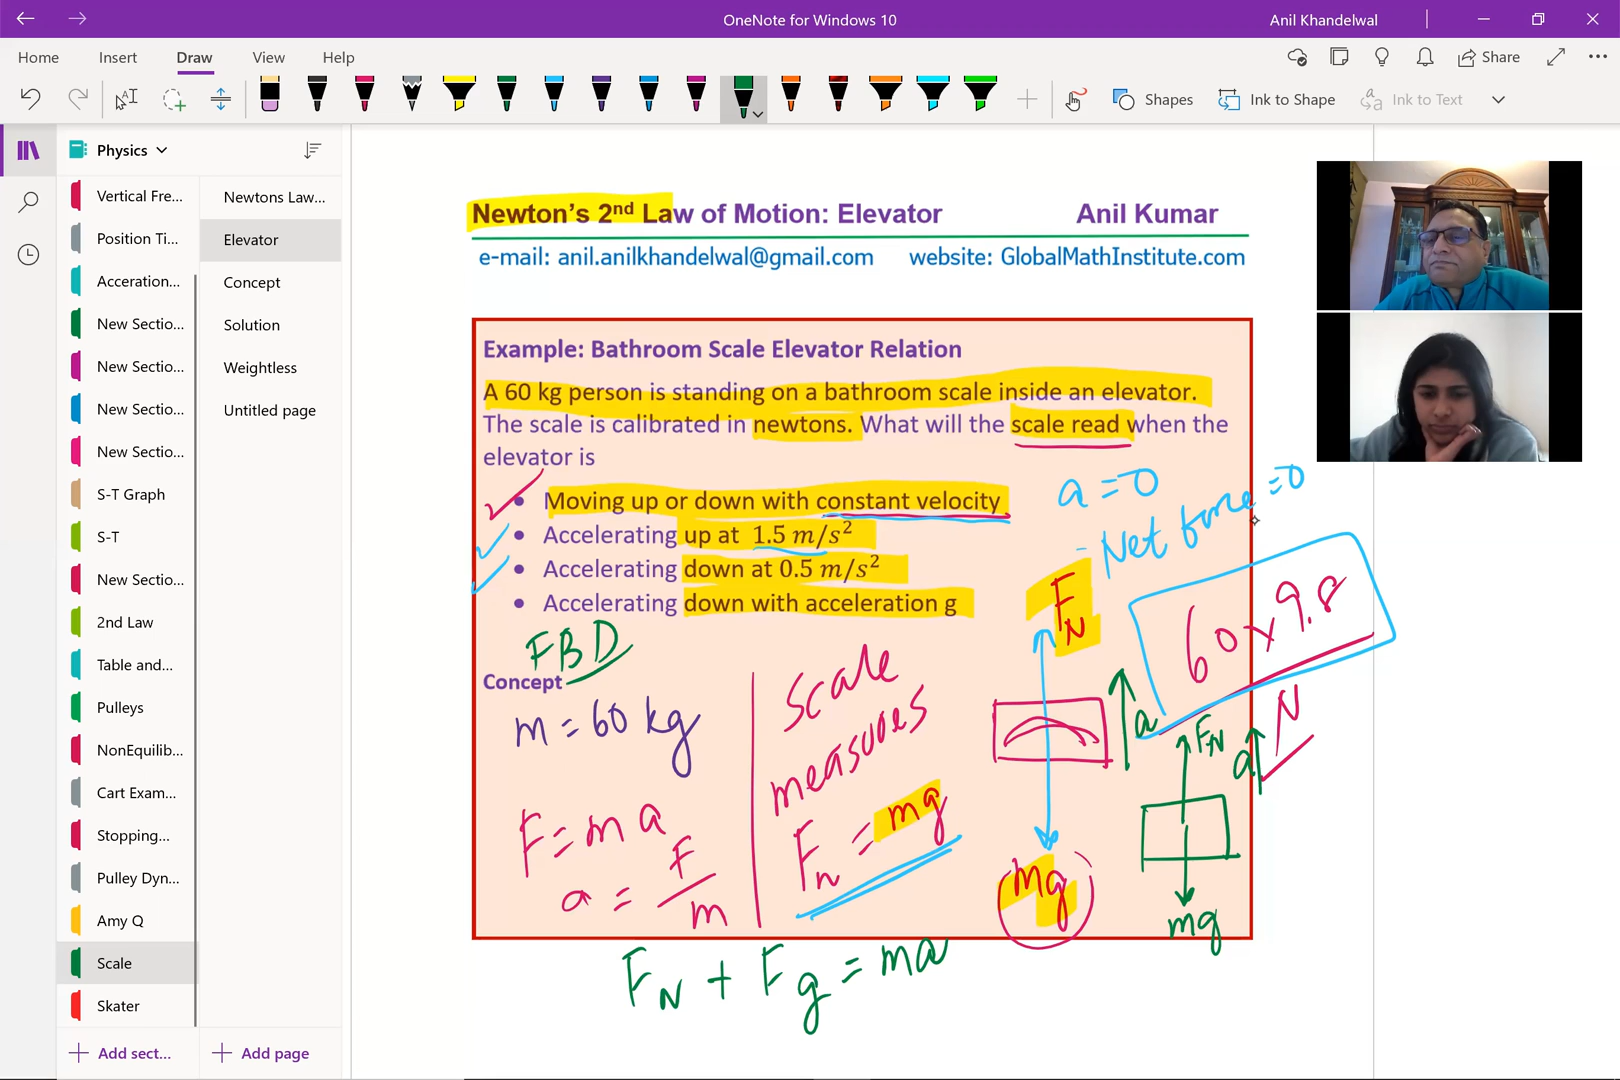 OneNote for Windows 10
Anil Khandelwal
Home Insert Draw View Help
Share
Shapes Ink to Shape Ink to Text
Physics
Vertical Fre...
Position Ti...
Acceration...
New Sectio...
New Sectio...
New Sectio...
New Sectio...
S-T Graph
S-T
New Sectio...
2nd Law
Table and...
Pulleys
NonEquilib...
Cart Exam...
Stopping...
Pulley Dyn...
Amy Q
Scale
Skater
Add sect...
Newtons Law...
Elevator
Concept
Solution
Weightless
Untitled page
Add page
Newton's 2nd Law of Motion: Elevator Anil Kumar
e-mail: anil.anilkhandelwal@gmail.com website: GlobalMathInstitute.com
Example: Bathroom Scale Elevator Relation
A 60 kg person is standing on a bathroom scale inside an elevator.
The scale is calibrated in newtons. What will the scale read when the
elevator is
• Moving up or down with constant velocity
• Accelerating up at 1.5 m/s²
• Accelerating down at 0.5 m/s²
• Accelerating down with acceleration g
a = 0
Net force = 0
FBD
Concept
m = 60 kg
F = m a
a = F/m
Scale
measures
Fn = mg
FN
mg
a
60 x 9.8
N
FN
a
mg
FN + Fg = ma